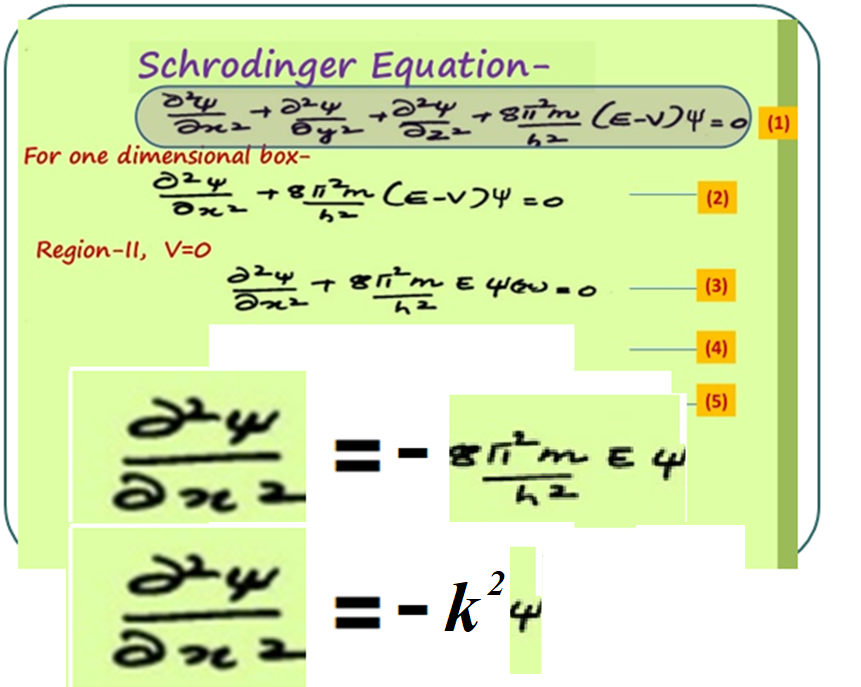 Schrodinger Equation-
∂²ψ/∂x² + ∂²ψ/∂y² + ∂²ψ/∂z² + 8π²m/h² (E-V)ψ = 0 (1)
For one dimensional box-
∂²ψ/∂x² + 8π²m/h² (E-V)ψ = 0 (2)
Region-II, V=0
∂²ψ/∂x² + 8π²m/h² E ψ(x) = 0 (3)
(4)
(5)
∂²ψ/∂x² = - 8π²m/h² E ψ
∂²ψ/∂x² = - k² ψ